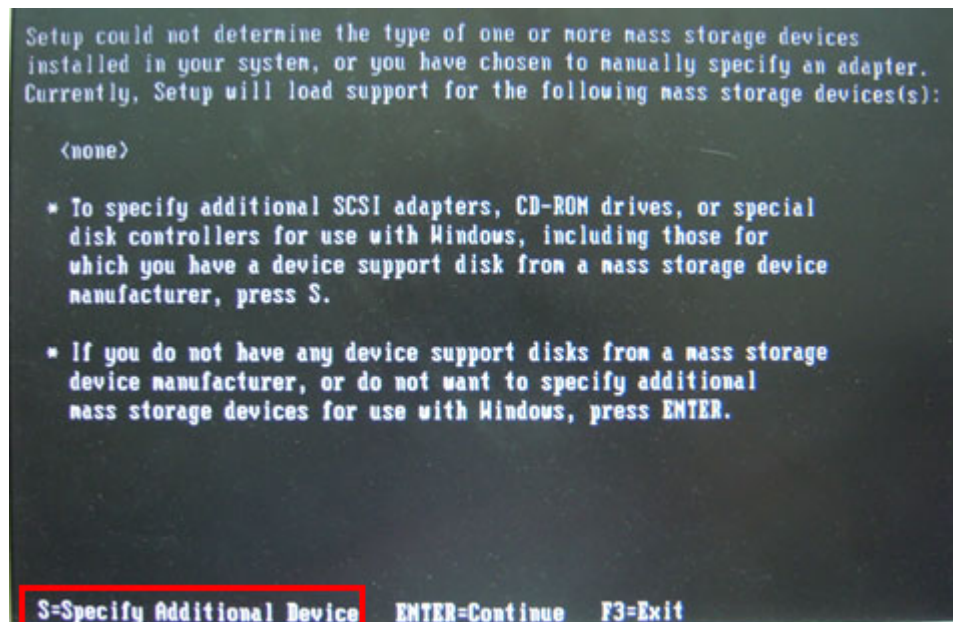 Setup could not determine the type of one or more mass storage devices
installed in your system, or you have chosen to manually specify an adapter.
Currently, Setup will load support for the following mass storage devices(s):
<none>
* To specify additional SCSI adapters, CD-ROM drives, or special
disk controllers for use with Windows, including those for
which you have a device support disk from a mass storage device
manufacturer, press S.
* If you do not have any device support disks from a mass storage
device manufacturer, or do not want to specify additional
mass storage devices for use with Windows, press ENTER.
S=Specify Additional Device ENTER=Continue F3=Exit